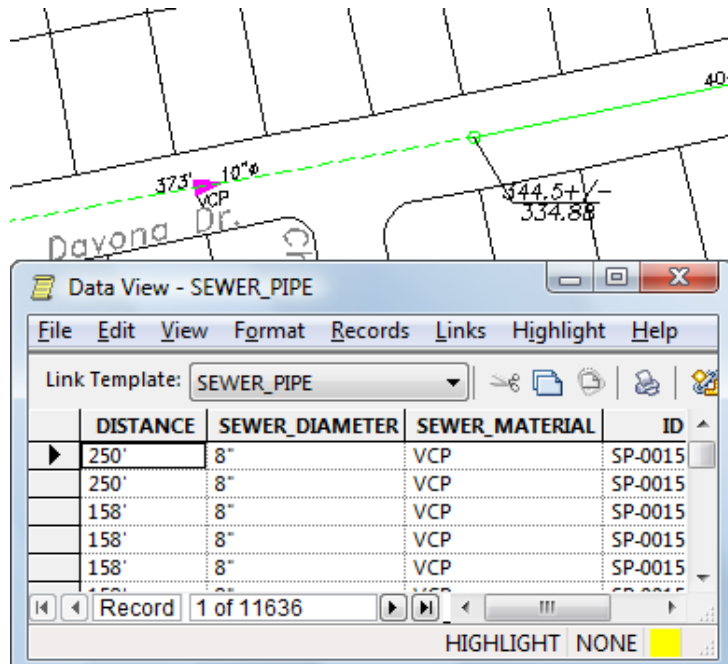 40
373' 10"ø
VCP
344.5+/-
334.88
Davona Dr.
Ch
Data View - SEWER_PIPE
File Edit View Format Records Links Highlight Help
Link Template: SEWER_PIPE
DISTANCE SEWER_DIAMETER SEWER_MATERIAL ID
250' 8" VCP SP-0015
250' 8" VCP SP-0015
158' 8" VCP SP-0015
158' 8" VCP SP-0015
158' 8" VCP SP-0015
Record 1 of 11636
HIGHLIGHT NONE